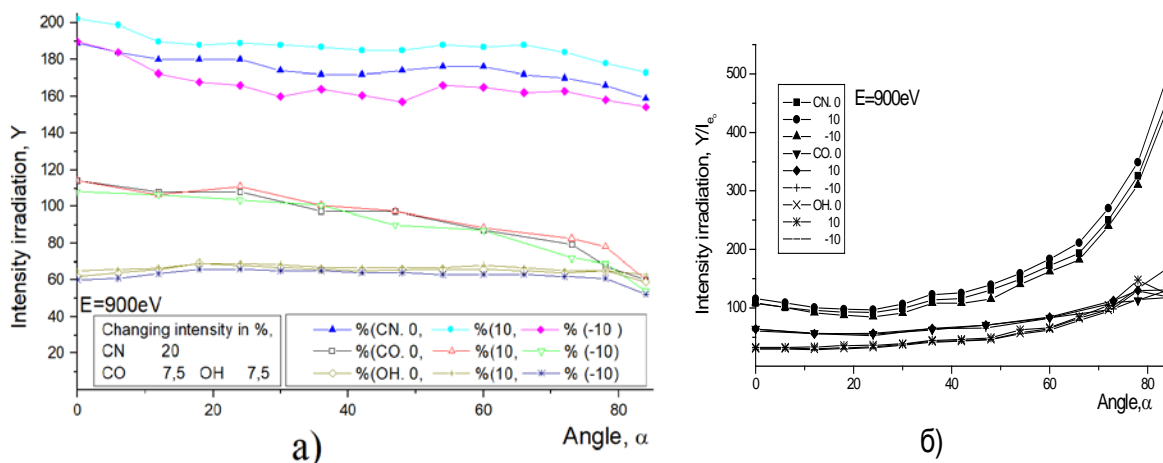 Intensity irradiation, Y
200
180
160
140
120
100
80
60
40
20
E=900eV
Changing intensity in %,
CN 20
CO 7,5 OH 7,5
%(CN. 0, %(10, % (-10 )
%(CO. 0, %(10, % (-10)
%(OH. 0, %(10, % (-10)
0 20 40 60 80
Angle, α
а)
Intensity irradiation, Y/Ie₀
500
400
300
200
100
CN. 0
10
-10
CO. 0
10
-10
OH. 0
10
-10
E=900eV
0 20 40 60 80
Angle,α
б)